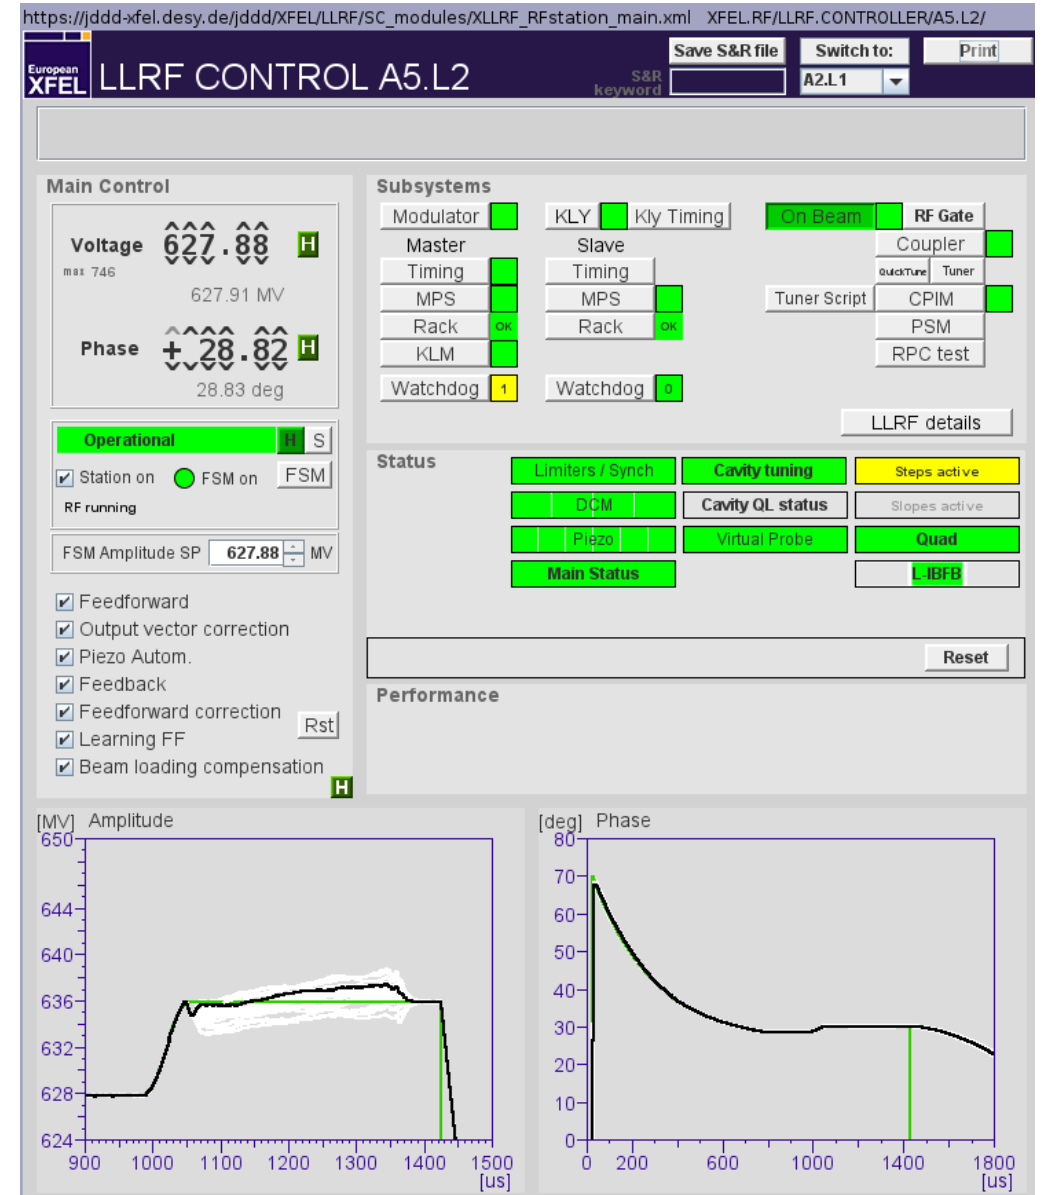 https://jddd-xfel.desy.de/jddd/XFEL/LLRF/SC_modules/XLLRF_RFstation_main.xml XFEL.RF/LLRF.CONTROLLER/A5.L2/
European
XFEL
LLRF CONTROL A5.L2
S&R
keyword
Save S&R file
Switch to:
Print
A2.L1
Main Control
Voltage 627.88 H
max 746
627.91 MV
Phase +_28.82 H
28.83 deg
Operational H S
Station on FSM on FSM
RF running
FSM Amplitude SP 627.88 MV
Feedforward
Output vector correction
Piezo Autom.
Feedback
Feedforward correction
Rst
Learning FF
Beam loading compensation
H
Subsystems
Modulator KLY Kly Timing On Beam RF Gate
Master Slave Coupler
Timing Timing QuickTune Tuner
MPS MPS Tuner Script CPIM
Rack OK Rack OK PSM
KLM RPC test
Watchdog 1 Watchdog 0
LLRF details
Status
Limiters / Synch Cavity tuning Steps active
DCM Cavity QL status Slopes active
Piezo Virtual Probe Quad
Main Status L-IBFB
Reset
Performance
[MV] Amplitude
650
644
640
636
632
628
624
900 1000 1100 1200 1300 1400 1500
[us]
[deg] Phase
80
70
60
50
40
30
20
10
0
0 200 600 1000 1400 1800
[us]